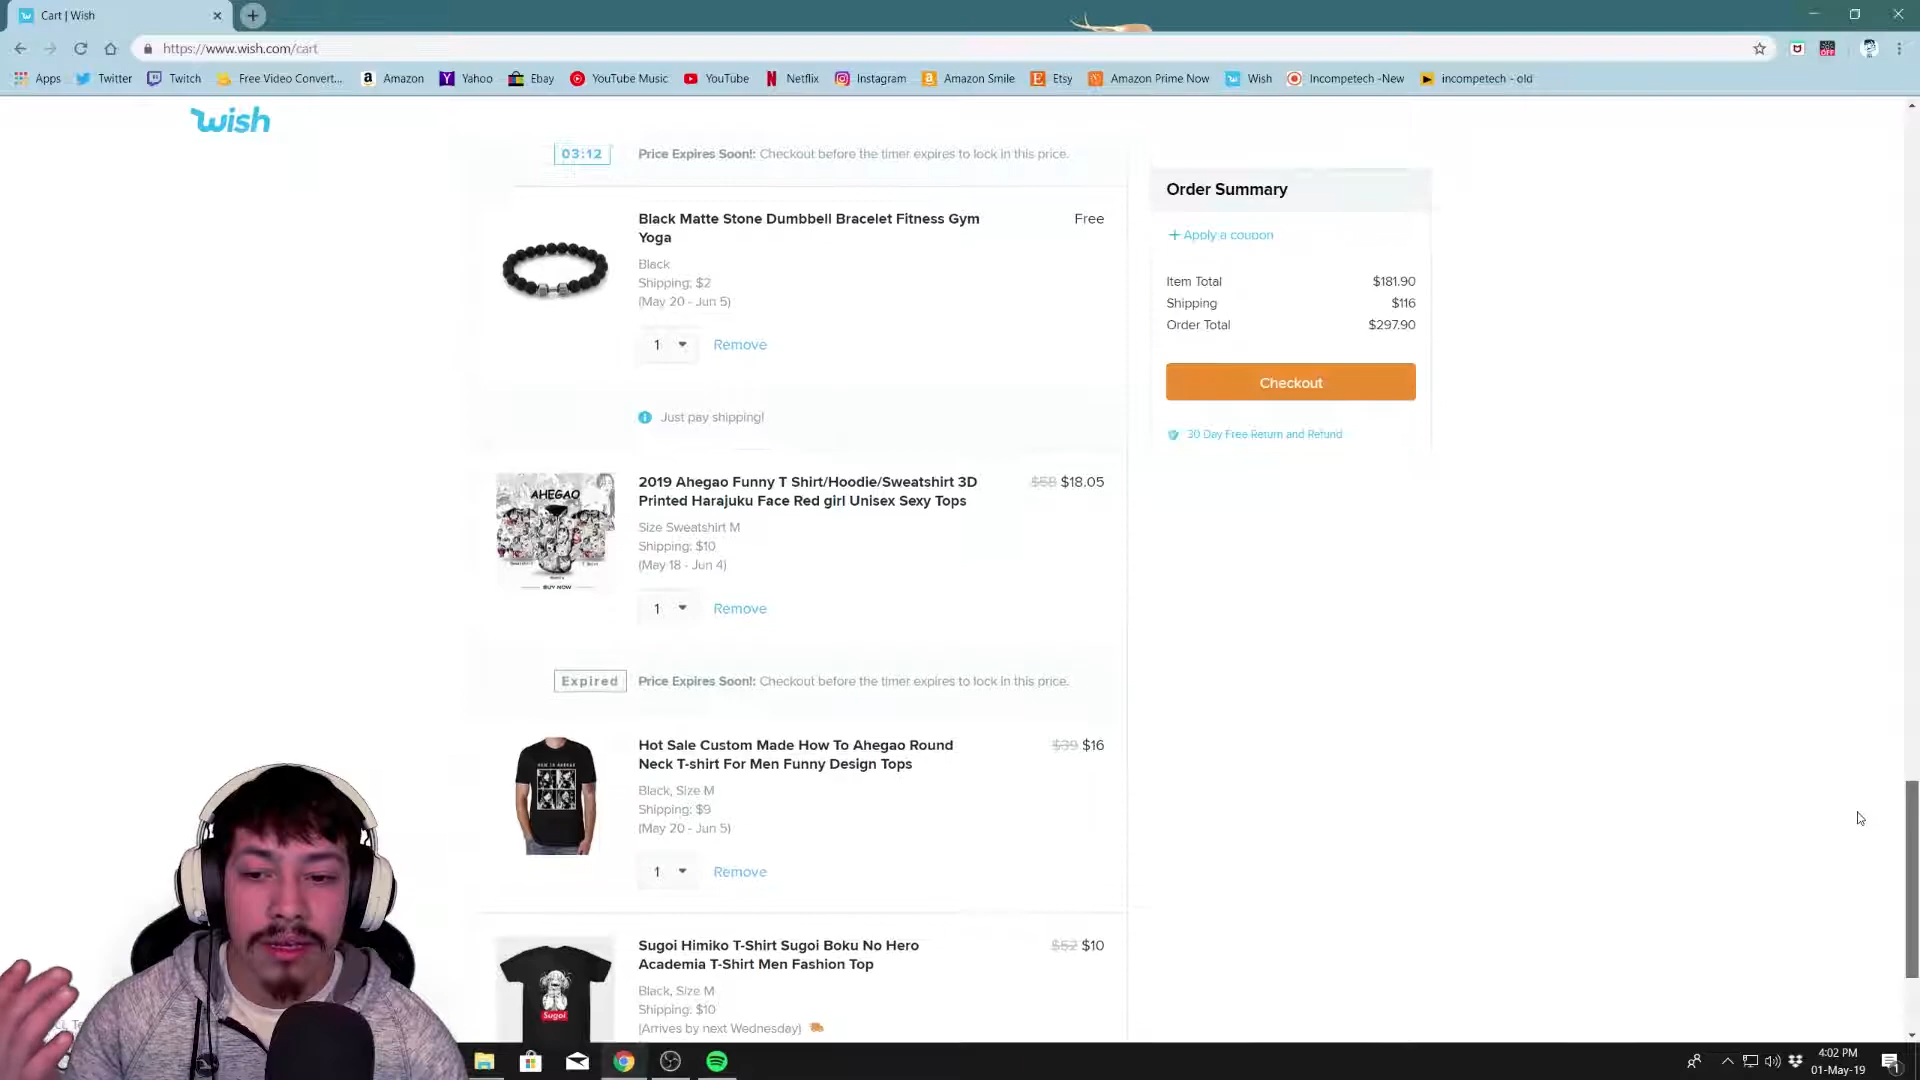 Cart | Wish
https://www.wish.com/cart
Apps Twitter Twitch Free Video Convert... Amazon Yahoo Ebay YouTube Music YouTube Netflix Instagram Amazon Smile Etsy Amazon Prime Now Wish Incompetech -New incompetech - old
wish
03:12 Price Expires Soon!: Checkout before the timer expires to lock in this price.
Black Matte Stone Dumbbell Bracelet Fitness Gym Free
Yoga
Black
Shipping: $2
(May 20 - Jun 5)
1 Remove
Just pay shipping!
AHEGAO
BUY NOW
2019 Ahegao Funny T Shirt/Hoodie/Sweatshirt 3D $58 $18.05
Printed Harajuku Face Red girl Unisex Sexy Tops
Size Sweatshirt M
Shipping: $10
(May 18 - Jun 4)
1 Remove
Expired Price Expires Soon!: Checkout before the timer expires to lock in this price.
Hot Sale Custom Made How To Ahegao Round $39 $16
Neck T-shirt For Men Funny Design Tops
Black, Size M
Shipping: $9
(May 20 - Jun 5)
1 Remove
Sugoi
Sugoi Himiko T-Shirt Sugoi Boku No Hero $52 $10
Academia T-Shirt Men Fashion Top
Black, Size M
Shipping: $10
(Arrives by next Wednesday)
Order Summary
+ Apply a coupon
Item Total $181.90
Shipping $116
Order Total $297.90
Checkout
30 Day Free Return and Refund
4:02 PM
01-May-19
1